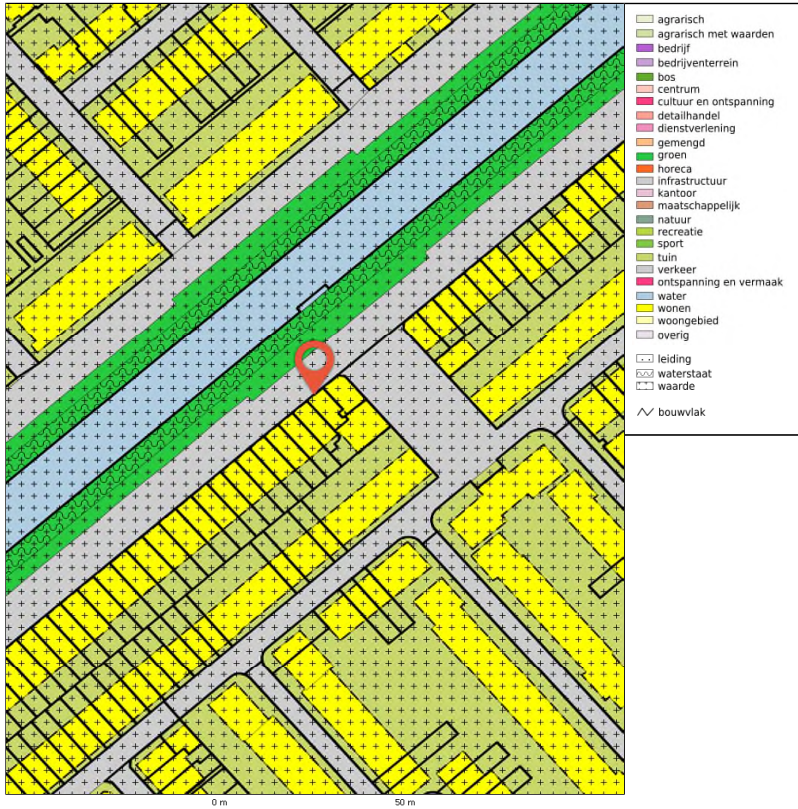 agrarisch
agrarisch met waarden
bedrijf
bedrijventerrein
bos
centrum
cultuur en ontspanning
detailhandel
dienstverlening
gemengd
groen
horeca
infrastructuur
kantoor
maatschappelijk
natuur
recreatie
sport
tuin
verkeer
ontspanning en vermaak
water
wonen
woongebied
overig
leiding
waterstaat
waarde
bouwvlak
0 m 50 m